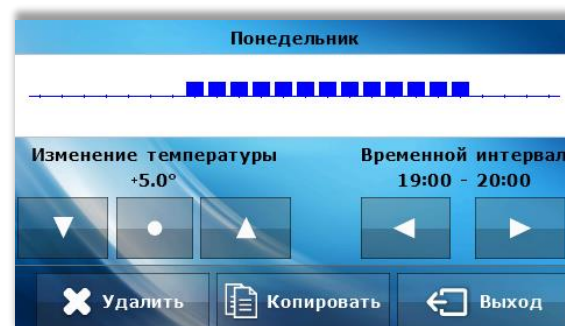 Понедельник
Изменение температуры
+5.0°
Временной интервал
19:00 - 20:00
Удалить
Копировать
Выход